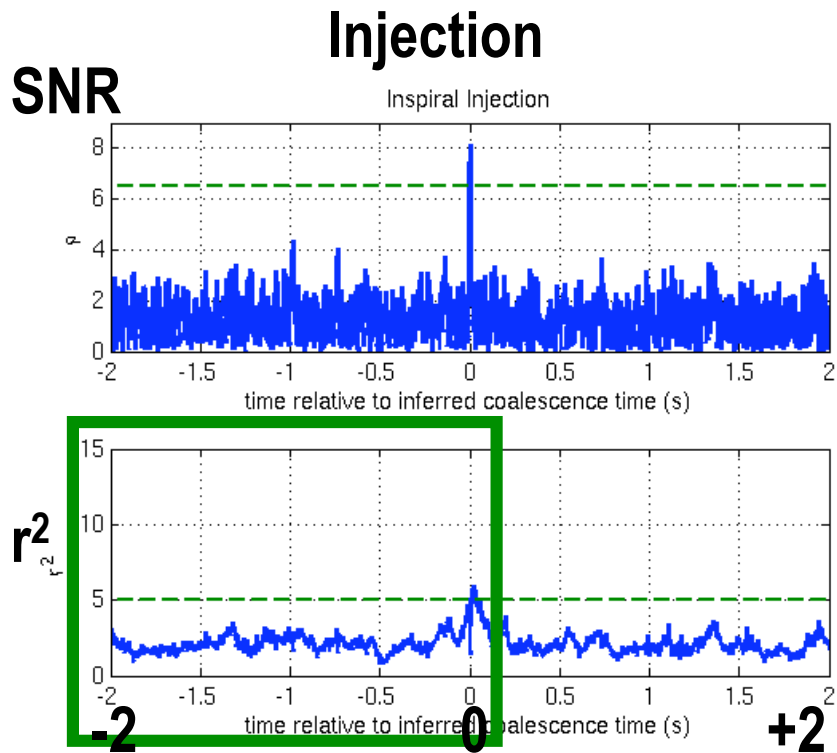 Injection
SNR
Inspiral Injection
8
6
4
2
0
ρ
-2 -1.5 -1 -0.5 0 0.5 1 1.5 2
time relative to inferred coalescence time (s)
15
10
5
0
r²
r²
-2 -1.5 -1 -0.5 0 0.5 1 1.5 2
time relative to inferred coalescence time (s)
-2 0 +2